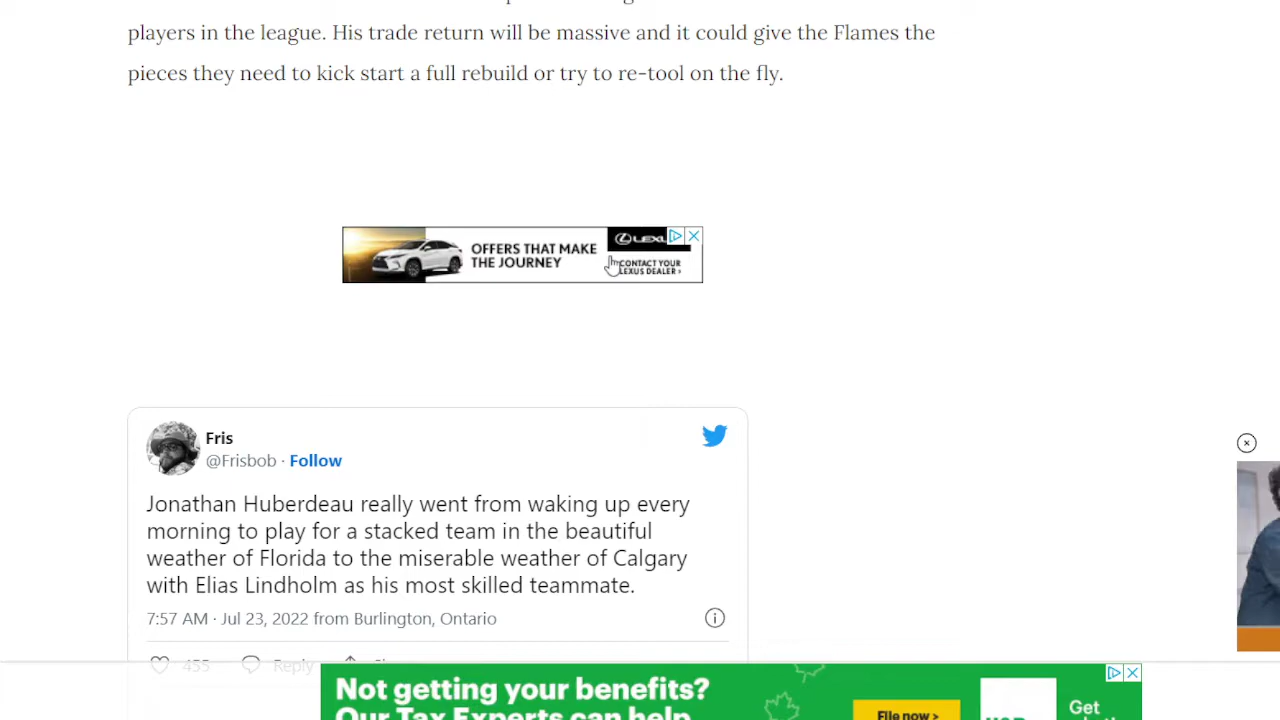 players in the league. His trade return will be massive and it could give the Flames the
pieces they need to kick start a full rebuild or try to re-tool on the fly.
OFFERS THAT MAKE
THE JOURNEY
CONTACT YOUR
LEXUS DEALER ›
Fris
@Frisbob · Follow
Jonathan Huberdeau really went from waking up every
morning to play for a stacked team in the beautiful
weather of Florida to the miserable weather of Calgary
with Elias Lindholm as his most skilled teammate.
7:57 AM · Jul 23, 2022 from Burlington, Ontario
455 Reply
Not getting your benefits?
Our Tax Experts can help
File now >
Get